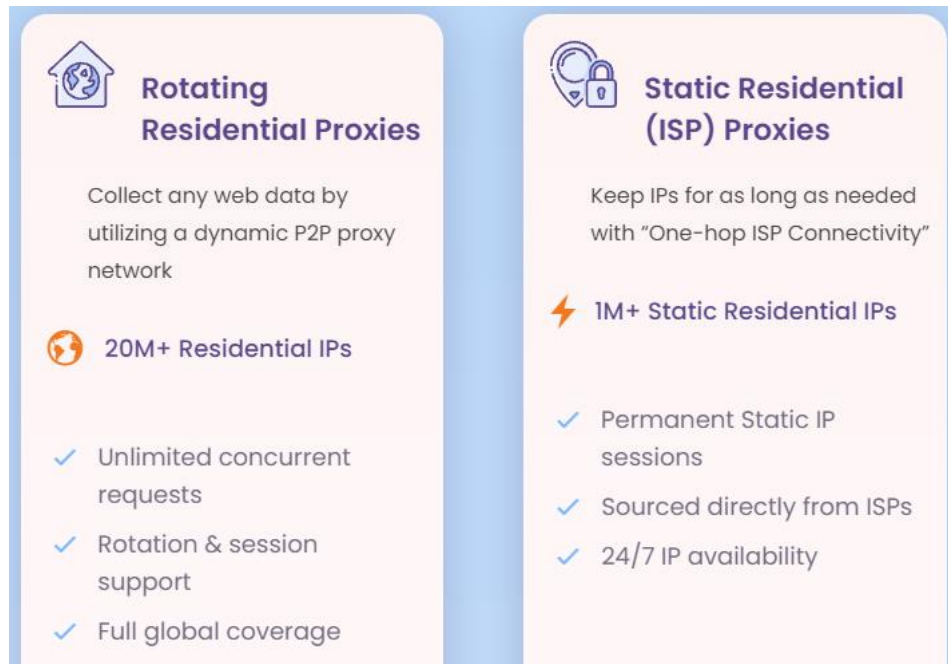 Rotating
Residential Proxies
Collect any web data by
utilizing a dynamic P2P proxy
network
20M+ Residential IPs
Unlimited concurrent
requests
Rotation & session
support
Full global coverage
Static Residential
(ISP) Proxies
Keep IPs for as long as needed
with “One-hop ISP Connectivity”
1M+ Static Residential IPs
Permanent Static IP
sessions
Sourced directly from ISPs
24/7 IP availability